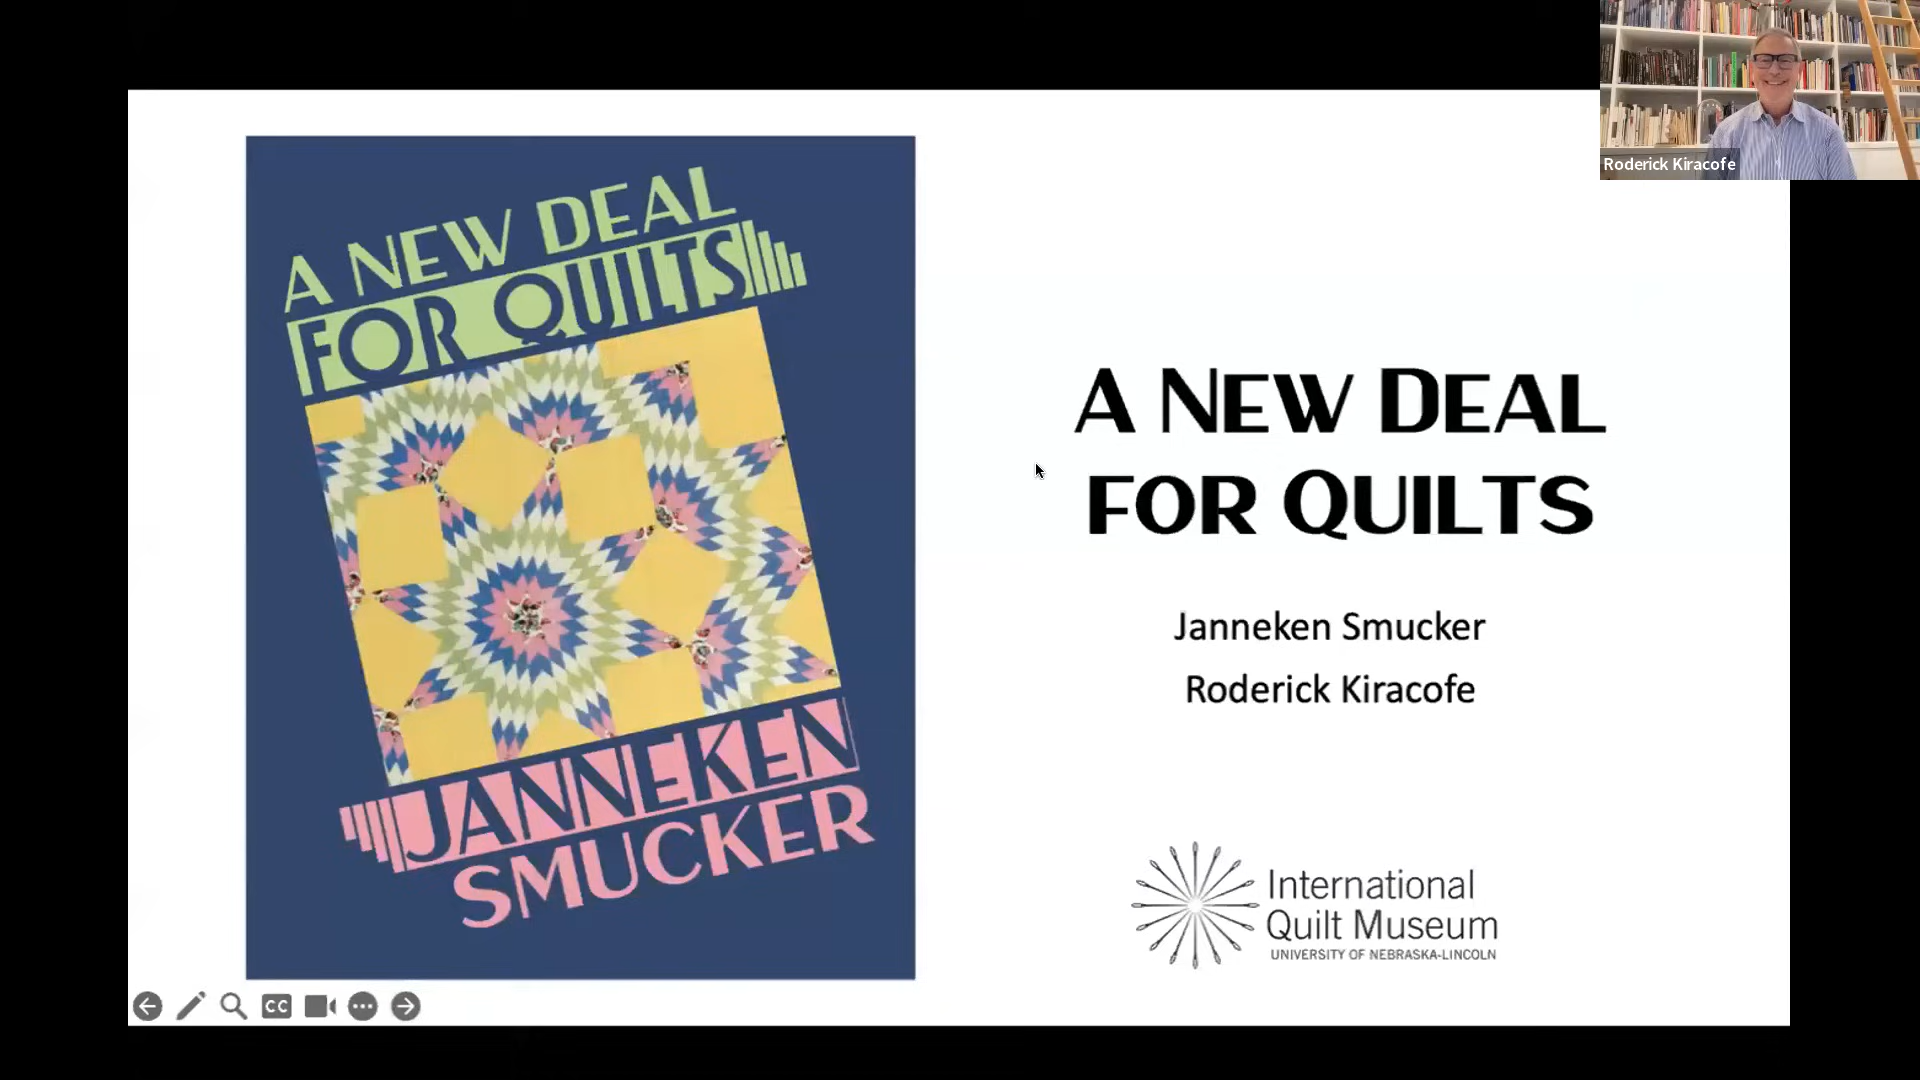 Roderick Kiracofe
A NEW DEAL
FOR QUILTS
JANNEKEN
SMUCKER
A NEW DEAL
FOR QUILTS
Janneken Smucker
Roderick Kiracofe
International
Quilt Museum
UNIVERSITY OF NEBRASKA-LINCOLN
CC